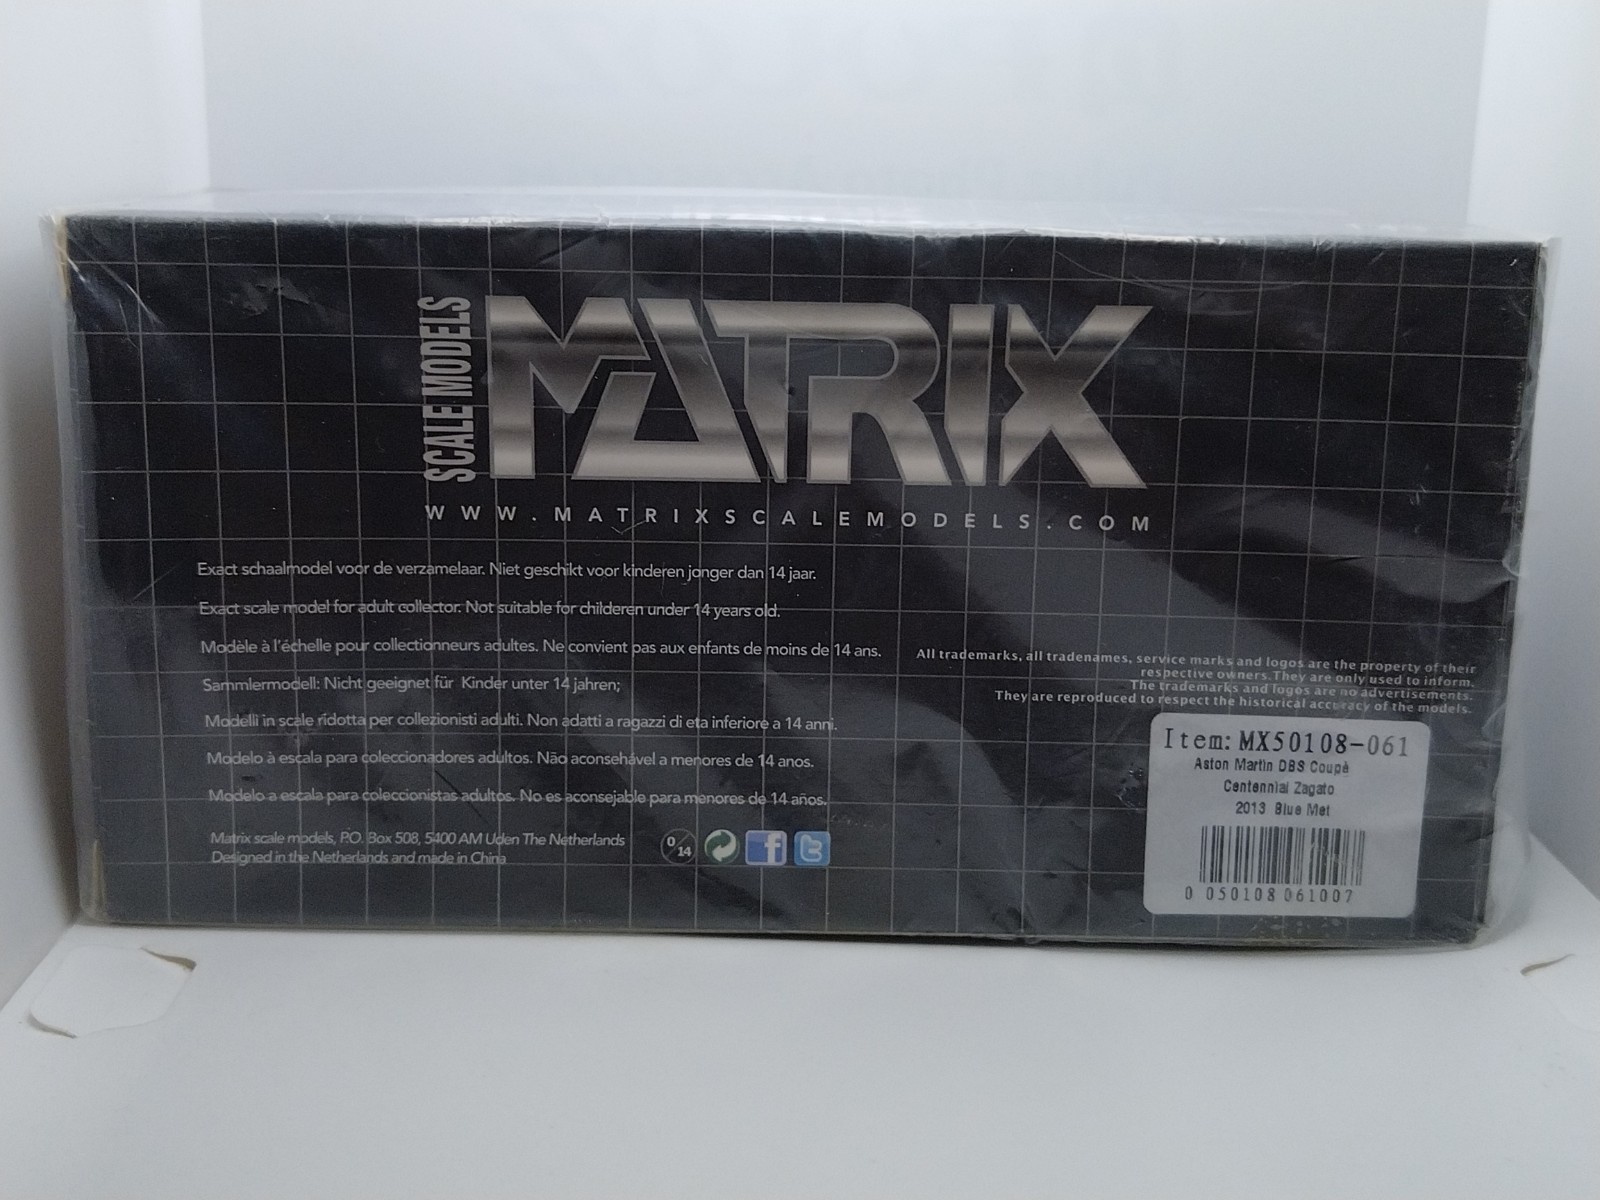 SCALE MODELS
MATRIX
WWW.MATRIXSCALEMODELS.COM
Exact schaalmodel voor de verzamelaar. Niet geschikt voor kinderen jonger dan 14 jaar.
Exact scale model for adult collector. Not suitable for childeren under 14 years old.
Modèle à l'échelle pour collectionneurs adultes. Ne convient pas aux enfants de moins de 14 ans.
Sammlermodell: Nicht geeignet für Kinder unter 14 jahren;
Modelli in scale ridotta per collezionisti adulti. Non adatti a ragazzi di eta inferiore a 14 anni.
Modelo à escala para coleccionadores adultos. Não aconsehável a menores de 14 anos.
Modelo a escala para coleccionistas adultos. No es aconsejable para menores de 14 años.
Matrix scale models, P.O. Box 508, 5400 AM Uden The Netherlands
Designed in the Netherlands and made in China
0/14
f
t
All trademarks, all tradenames, service marks and logos are the property of their
respective owners.They are only used to inform.
The trademarks and logos are no advertisements.
They are reproduced to respect the historical accuracy of the models.
Item: MX50108-061
Aston Martin DBS Coupè
Centennial Zagato
2013 Blue Met
0 050108 061007